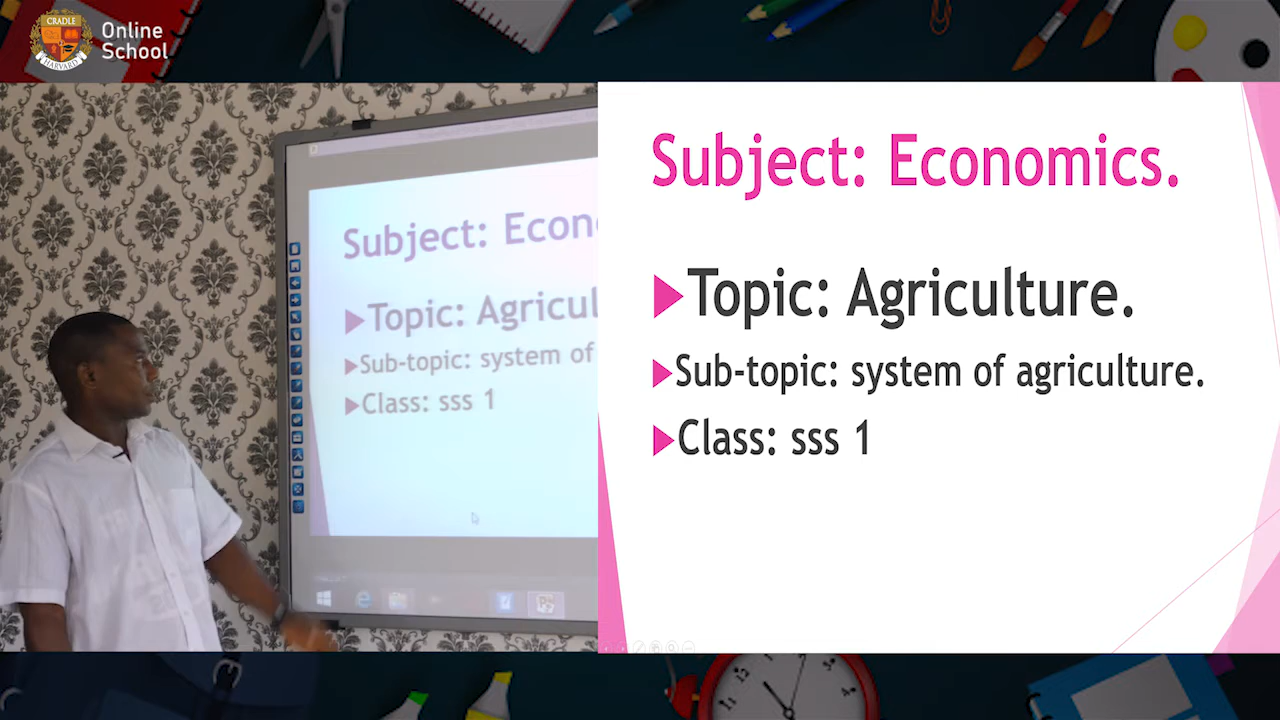 CRADLE
HARVARD
Online
School
Subject: Econo
Topic: Agricul
Sub-topic: system of
Class: sss 1
Subject: Economics.
Topic: Agriculture.
Sub-topic: system of agriculture.
Class: sss 1